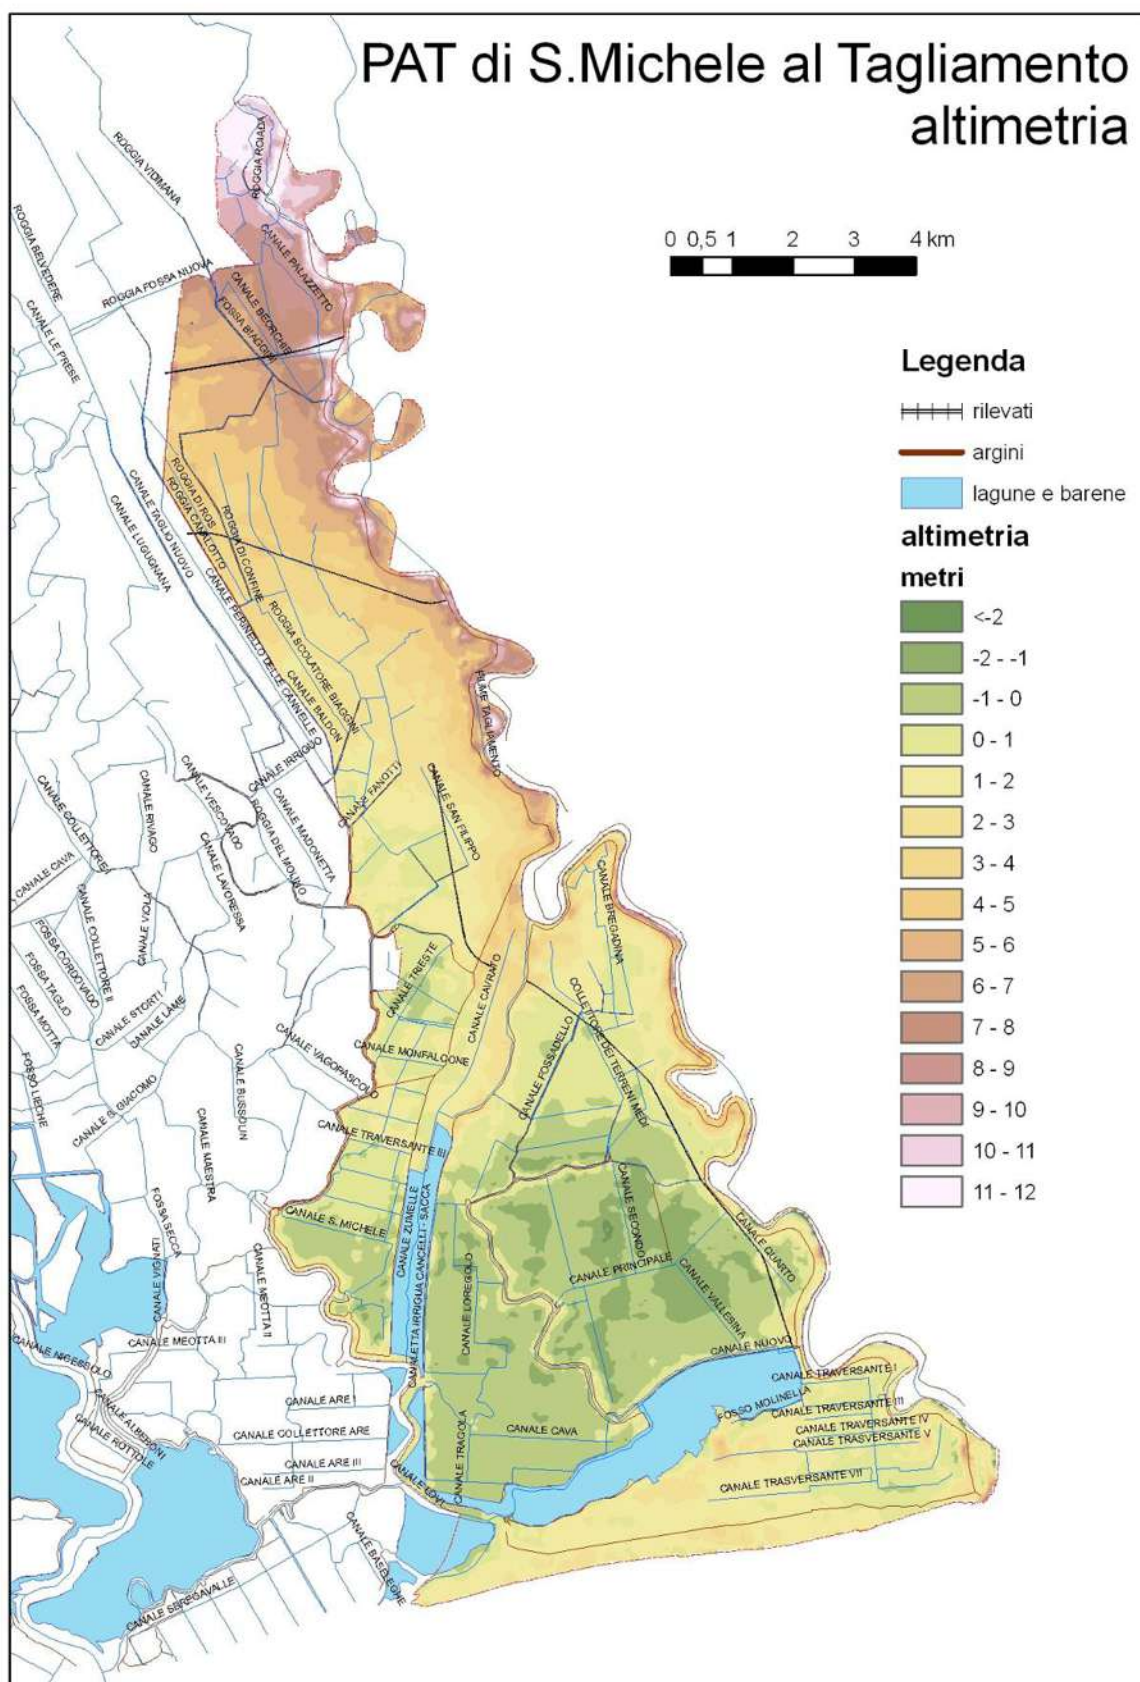 PAT di S.Michele al Tagliamento
altimetria
0 0,5 1 2 3 4 km
Legenda
rilevati
argini
lagune e barene
altimetria
metri
<-2
-2 - -1
-1 - 0
0 - 1
1 - 2
2 - 3
3 - 4
4 - 5
5 - 6
6 - 7
7 - 8
8 - 9
9 - 10
10 - 11
11 - 12
ROGGIA ROIADA
ROGGIA VIDIMANA
ROGGIA BELVEDERE
ROGGIA FOSSA NUOVA
CANALE PALAZZETTO
CANALE BEORCHIE
FOSSA BIAGGINI
CANALE LE PRESE
CANALE TAGLIO NUOVO
CANALE LUGUGNANA
ROGGIA DI ROS
ROGGIA CANALOTTO
ROGGIA DI CONFINE
CANALE PERINELLO DELLE CANNELLE
ROGGIA SCOLATORE BIAGGINI
CANALE BALDON
FIUME TAGLIAMENTO
CANALE IRRIGUO
CANALE FANOTTI
CANALE SAN FILIPPO
CANALE VESCOVADO
CANALE RIVAGO
CANALE COLLETTORE I
CANALE CAVA
ROGGIA DEL MOLINO
CANALE MADONETTA
CANALE LAVORESSA
CANALE VIOLA
CANALE COLLETTORE II
FOSSA CORDOVADO
FOSSA TAGLIO
FOSSA MOTTA
CANALE STORTI
CANALE LAME
CANALE BREGADINA
CANALE TRIESTE
CANALE CAVRATO
COLLETTORE DEI TERRENI MEDI
CANALE FOSSADELLO
CANALE MONFALCONE
CANALE VAGOPASCOLO
FOSSO LIECHE
CANALE S. GIACOMO
CANALE BUSSOLIN
CANALE MAESTRA
CANALE TRAVERSANTE III
CANALE ZUMELLE
CANALETTA IRRIGUA CANCELLI - SACCA
CANALE S. MICHELE
CANALE SECONDO
CANALE PRINCIPALE
CANALE QUARTO
CANALE VALLESINA
CANALE LOREGOLO
FOSSA SECCA
CANALE VIGNATI
CANALE MEOTTA II
CANALE MEOTTA III
CANALE NICESSOLO
CANALE NUOVO
CANALE TRAVERSANTE I
FOSSO MOLINELLA
CANALE TRAVERSANTE III
CANALE TRAVERSANTE IV
CANALE TRASVERSANTE V
CANALE TRASVERSANTE VII
CANALE ARE I
CANALE COLLETTORE ARE
CANALE ARE III
CANALE ARE II
CANALE ALBERONI
CANALE ROTTOLE
CANALE TRAGOLA
CANALE CAVA
CANALE LOVI
CANALE BASELEGHE
CANALE SBREGAVALLE